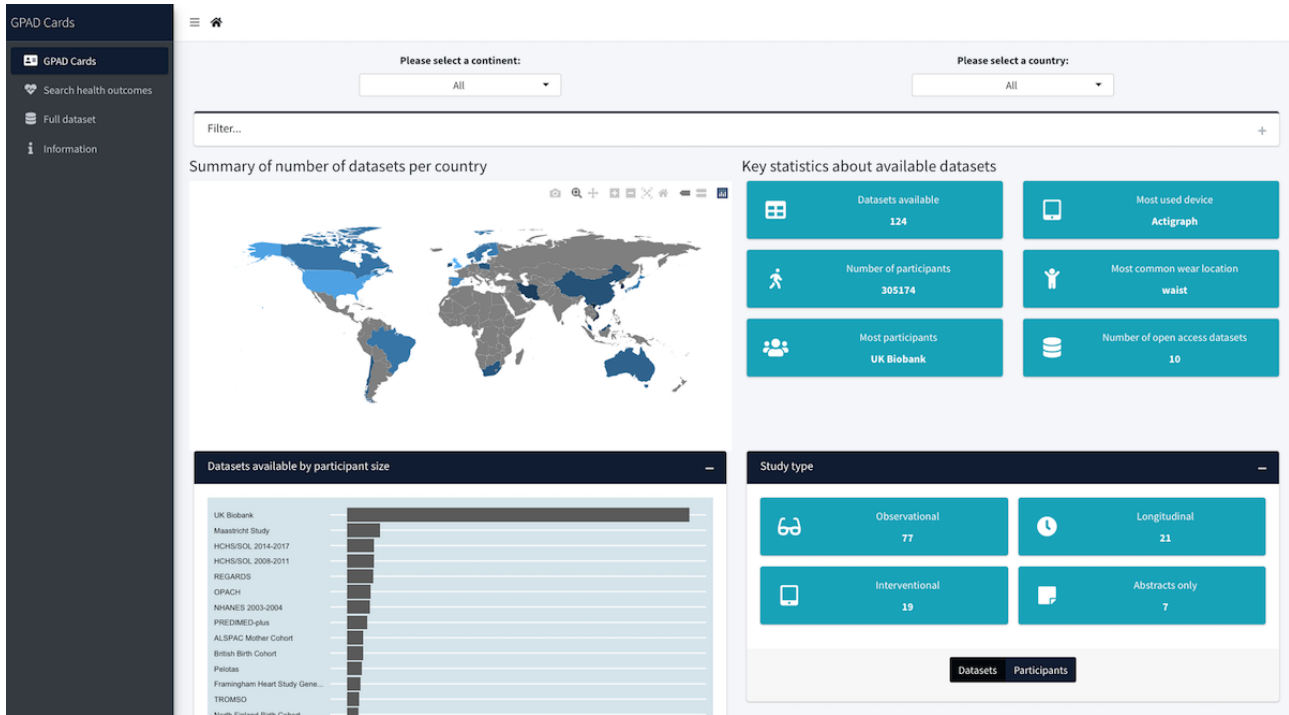 GPAD Cards
GPAD Cards
Search health outcomes
Full dataset
Information
Please select a continent:
All
Please select a country:
All
Filter...
Summary of number of datasets per country
Key statistics about available datasets
Datasets available
124
Most used device
Actigraph
Number of participants
305174
Most common wear location
waist
Most participants
UK Biobank
Number of open access datasets
10
Datasets available by participant size
UK Biobank
Maastricht Study
HCHS/SOL 2014-2017
HCHS/SOL 2008-2011
REGARDS
OPACH
NHANES 2003-2004
PREDIMED-plus
ALSPAC Mother Cohort
British Birth Cohort
Pelotas
Framingham Heart Study Gene...
TROMSO
North Finland Birth Cohort
Study type
Observational
77
Longitudinal
21
Interventional
19
Abstracts only
7
Datasets
Participants